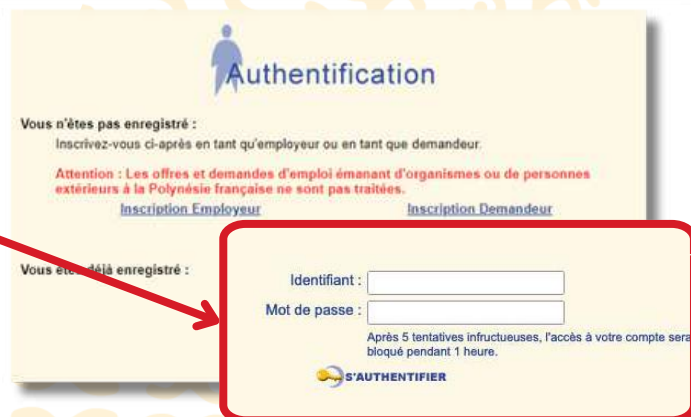 Authentification
Vous n'êtes pas enregistré :
Inscrivez-vous ci-après en tant qu'employeur ou en tant que demandeur.
Attention : Les offres et demandes d'emploi émanant d'organismes ou de personnes
extérieurs à la Polynésie française ne sont pas traitées.
Inscription Employeur Inscription Demandeur
Vous êtes déjà enregistré :
Identifiant :
Mot de passe :
Après 5 tentatives infructueuses, l'accès à votre compte sera
bloqué pendant 1 heure.
S'AUTHENTIFIER